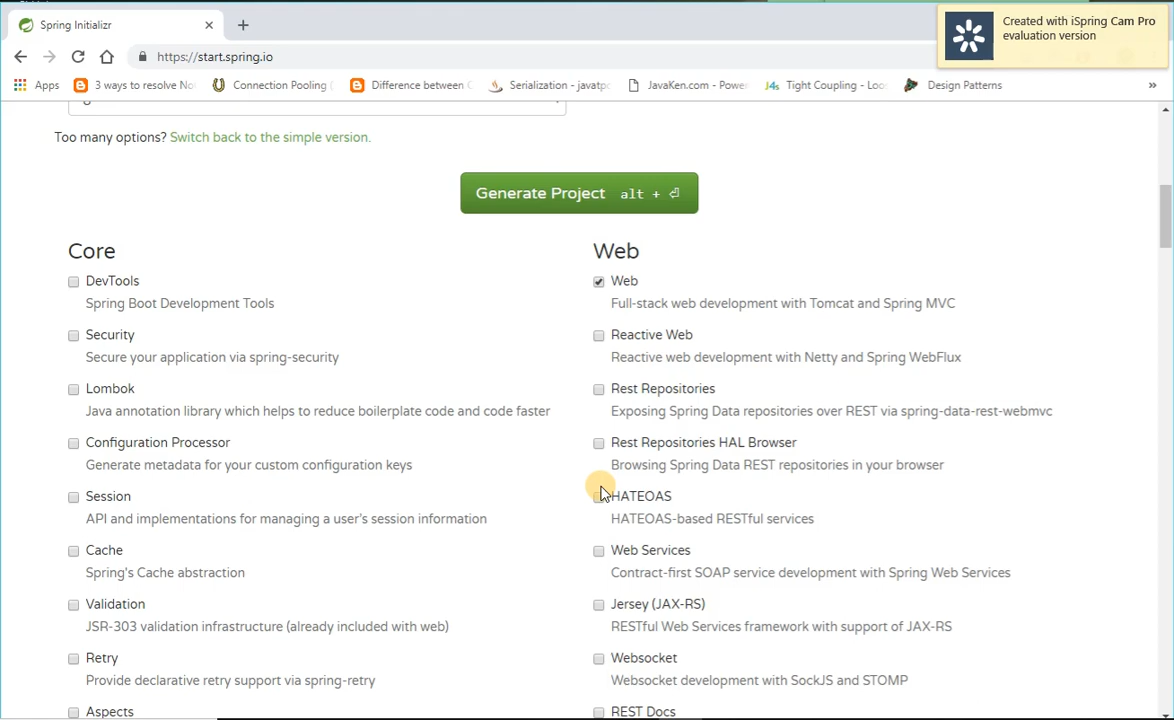 Spring Initializr
Created with iSpring Cam Pro
evaluation version
https://start.spring.io
Apps
3 ways to resolve No
Connection Pooling (
Difference between
Serialization - javatp
JavaKen.com - Powe
Tight Coupling - Loo
Design Patterns
»
Too many options? Switch back to the simple version.
Generate Project alt + ⏎
Core
DevTools
Spring Boot Development Tools
Security
Secure your application via spring-security
Lombok
Java annotation library which helps to reduce boilerplate code and code faster
Configuration Processor
Generate metadata for your custom configuration keys
Session
API and implementations for managing a user's session information
Cache
Spring's Cache abstraction
Validation
JSR-303 validation infrastructure (already included with web)
Retry
Provide declarative retry support via spring-retry
Aspects
Web
Web
Full-stack web development with Tomcat and Spring MVC
Reactive Web
Reactive web development with Netty and Spring WebFlux
Rest Repositories
Exposing Spring Data repositories over REST via spring-data-rest-webmvc
Rest Repositories HAL Browser
Browsing Spring Data REST repositories in your browser
HATEOAS
HATEOAS-based RESTful services
Web Services
Contract-first SOAP service development with Spring Web Services
Jersey (JAX-RS)
RESTful Web Services framework with support of JAX-RS
Websocket
Websocket development with SockJS and STOMP
REST Docs